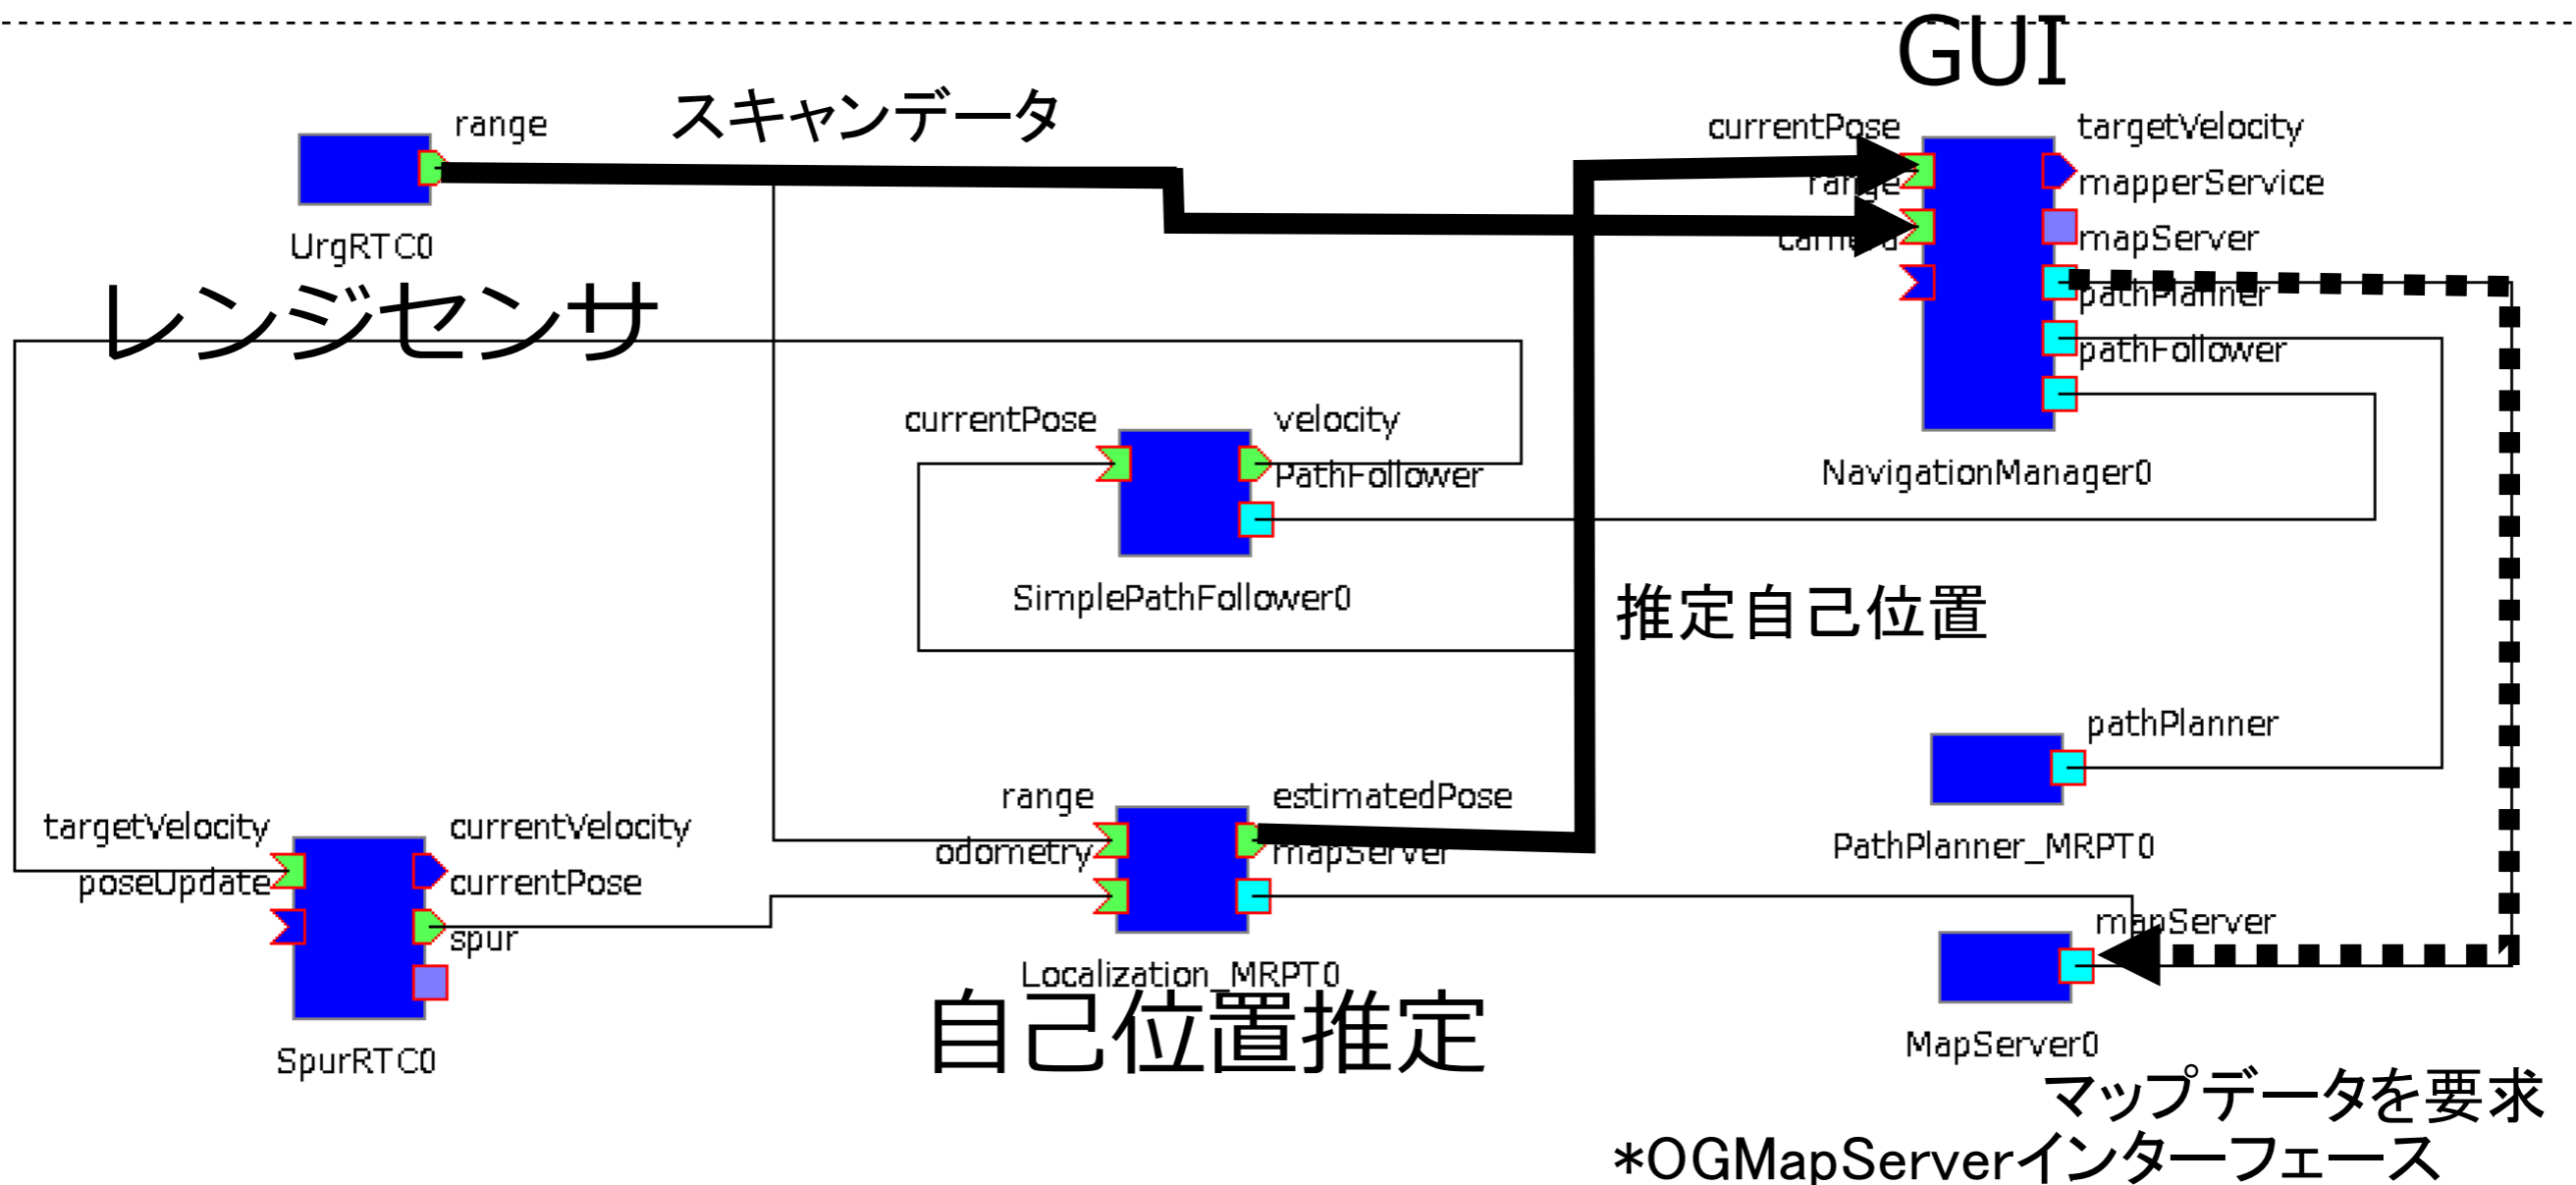 GUI
スキャンデータ
range
UrgRTC0
レンジセンサ
currentPose
range
camera
targetVelocity
mapperService
mapServer
pathPlanner
pathFollower
NavigationManager0
currentPose
velocity
PathFollower
SimplePathFollower0
推定自己位置
pathPlanner
PathPlanner_MRPT0
range
odometry
estimatedPose
mapServer
Localization_MRPT0
自己位置推定
targetVelocity
poseUpdate
currentVelocity
currentPose
spur
SpurRTC0
mapServer
MapServer0
マップデータを要求
*OGMapServerインターフェース